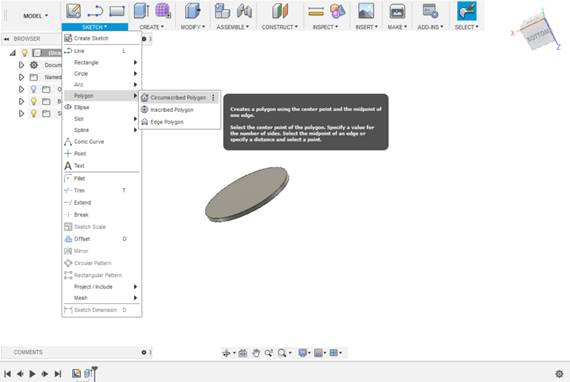 MODEL
SKETCH
CREATE
MODIFY
ASSEMBLE
CONSTRUCT
INSPECT
INSERT
MAKE
ADD-INS
SELECT
X
Z
BOTTOM
BROWSER
Docum
Named
O
B
S
Create Sketch
Line L
Rectangle
Circle
Arc
Polygon
Ellipse
Slot
Spline
Conic Curve
Point
Text
Fillet
Trim T
Extend
Break
Sketch Scale
Offset O
Mirror
Circular Pattern
Rectangular Pattern
Project / Include
Mesh
Sketch Dimension D
Circumscribed Polygon
Inscribed Polygon
Edge Polygon
Creates a polygon using the center point and the midpoint of
one edge.
Select the center point of the polygon. Specify a value for
the number of sides. Select the midpoint of an edge or
specify a distance and select a point.
COMMENTS